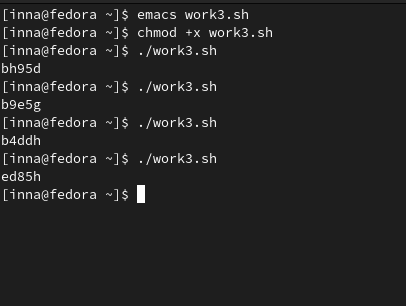 [inna@fedora ~]$ emacs work3.sh
[inna@fedora ~]$ chmod +x work3.sh
[inna@fedora ~]$ ./work3.sh
bh95d
[inna@fedora ~]$ ./work3.sh
b9e5g
[inna@fedora ~]$ ./work3.sh
b4ddh
[inna@fedora ~]$ ./work3.sh
ed85h
[inna@fedora ~]$